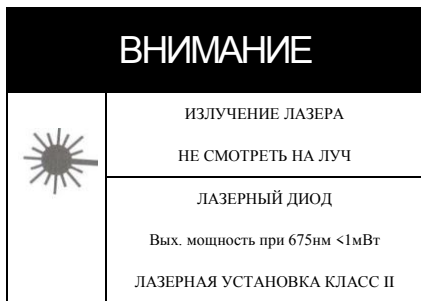 ВНИМАНИЕ
ИЗЛУЧЕНИЕ ЛАЗЕРА
НЕ СМОТРЕТЬ НА ЛУЧ
ЛАЗЕРНЫЙ ДИОД
Вых. мощность при 675нм <1мВт
ЛАЗЕРНАЯ УСТАНОВКА КЛАСС II